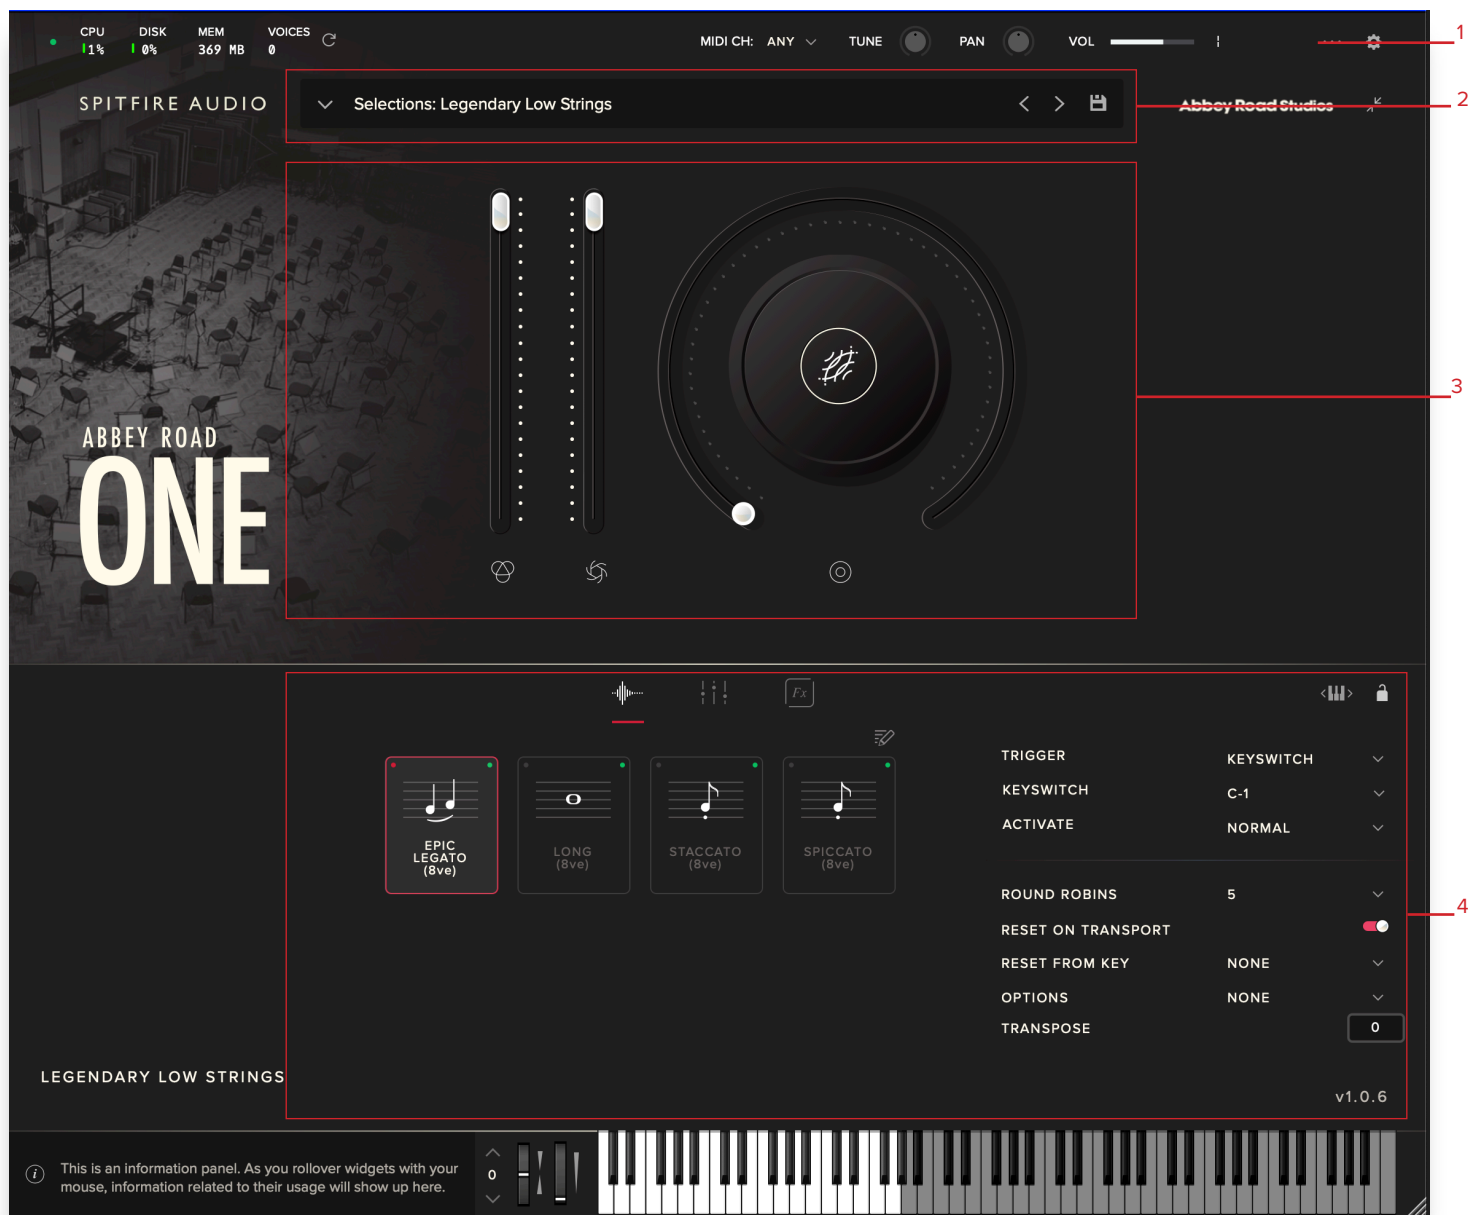 CPU DISK MEM VOICES
1% 0% 369 MB 0
MIDI CH: ANY TUNE PAN VOL
1
SPITFIRE AUDIO
Selections: Legendary Low Strings
Abbey Road Studios
2
3
ABBEY ROAD
ONE
Fx
TRIGGER KEYSWITCH
KEYSWITCH C-1
ACTIVATE NORMAL
EPIC
LEGATO
(8ve)
LONG
(8ve)
STACCATO
(8ve)
SPICCATO
(8ve)
ROUND ROBINS 5
4
RESET ON TRANSPORT
RESET FROM KEY NONE
OPTIONS NONE
TRANSPOSE 0
LEGENDARY LOW STRINGS
v1.0.6
i
This is an information panel. As you rollover widgets with your
mouse, information related to their usage will show up here.
0